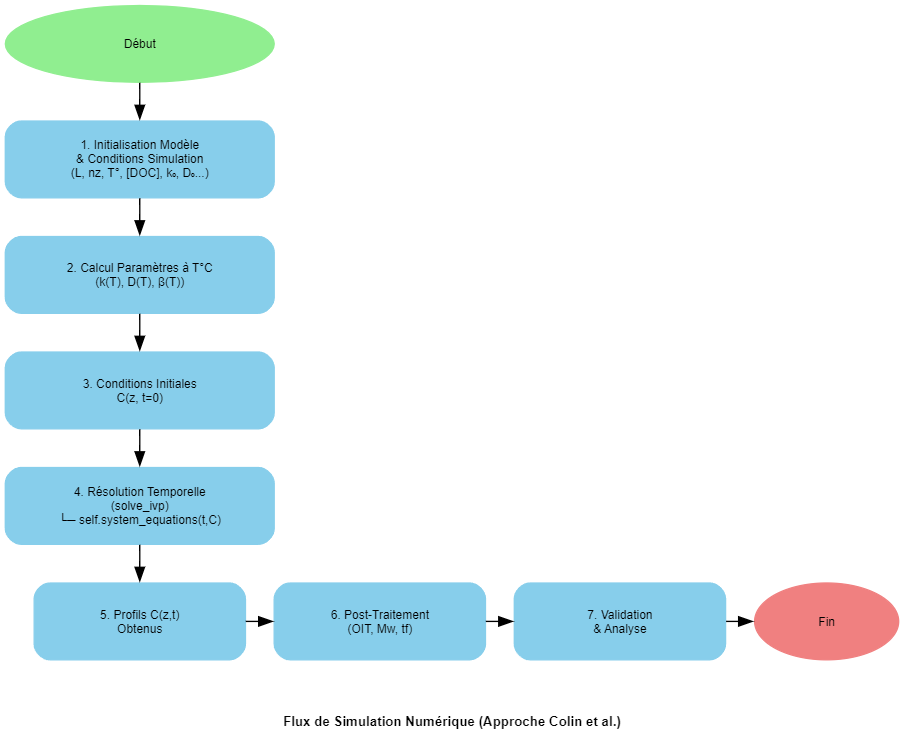 Début
1. Initialisation Modèle
& Conditions Simulation
(L, nz, T°, [DOC], k₀, D₀...)
2. Calcul Paramètres à T°C
(k(T), D(T), β(T))
3. Conditions Initiales
C(z, t=0)
4. Résolution Temporelle
(solve_ivp)
└─ self.system_equations(t,C)
5. Profils C(z,t)
Obtenus
6. Post-Traitement
(OIT, Mw, tf)
7. Validation
& Analyse
Fin
Flux de Simulation Numérique (Approche Colin et al.)